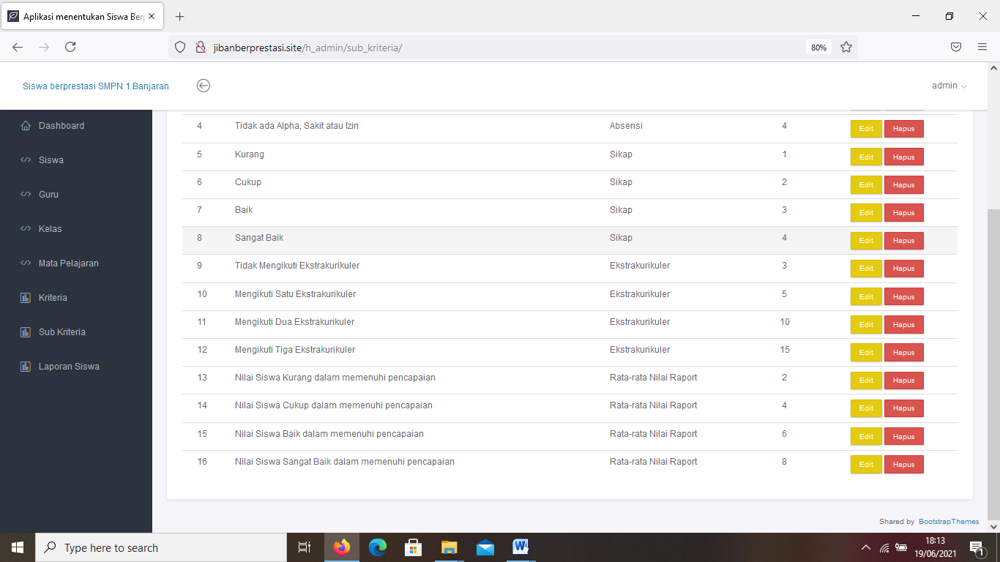 Aplikasi menentukan Siswa Berp
jibanberprestasi.site/h_admin/sub_kriteria/
80%
Siswa berprestasi SMPN 1 Banjaran
admin
Dashboard
Siswa
Guru
Kelas
Mata Pelajaran
Kriteria
Sub Kriteria
Laporan Siswa
4 Tidak ada Alpha, Sakit atau Izin Absensi 4 Edit Hapus
5 Kurang Sikap 1 Edit Hapus
6 Cukup Sikap 2 Edit Hapus
7 Baik Sikap 3 Edit Hapus
8 Sangat Baik Sikap 4 Edit Hapus
9 Tidak Mengikuti Ekstrakurikuler Ekstrakurikuler 3 Edit Hapus
10 Mengikuti Satu Ekstrakurikuler Ekstrakurikuler 5 Edit Hapus
11 Mengikuti Dua Ekstrakurikuler Ekstrakurikuler 10 Edit Hapus
12 Mengikuti Tiga Ekstrakurikuler Ekstrakurikuler 15 Edit Hapus
13 Nilai Siswa Kurang dalam memenuhi pencapaian Rata-rata Nilai Raport 2 Edit Hapus
14 Nilai Siswa Cukup dalam memenuhi pencapaian Rata-rata Nilai Raport 4 Edit Hapus
15 Nilai Siswa Baik dalam memenuhi pencapaian Rata-rata Nilai Raport 6 Edit Hapus
16 Nilai Siswa Sangat Baik dalam memenuhi pencapaian Rata-rata Nilai Raport 8 Edit Hapus
Shared by BootstrapThemes
Type here to search
18:13
19/06/2021
1